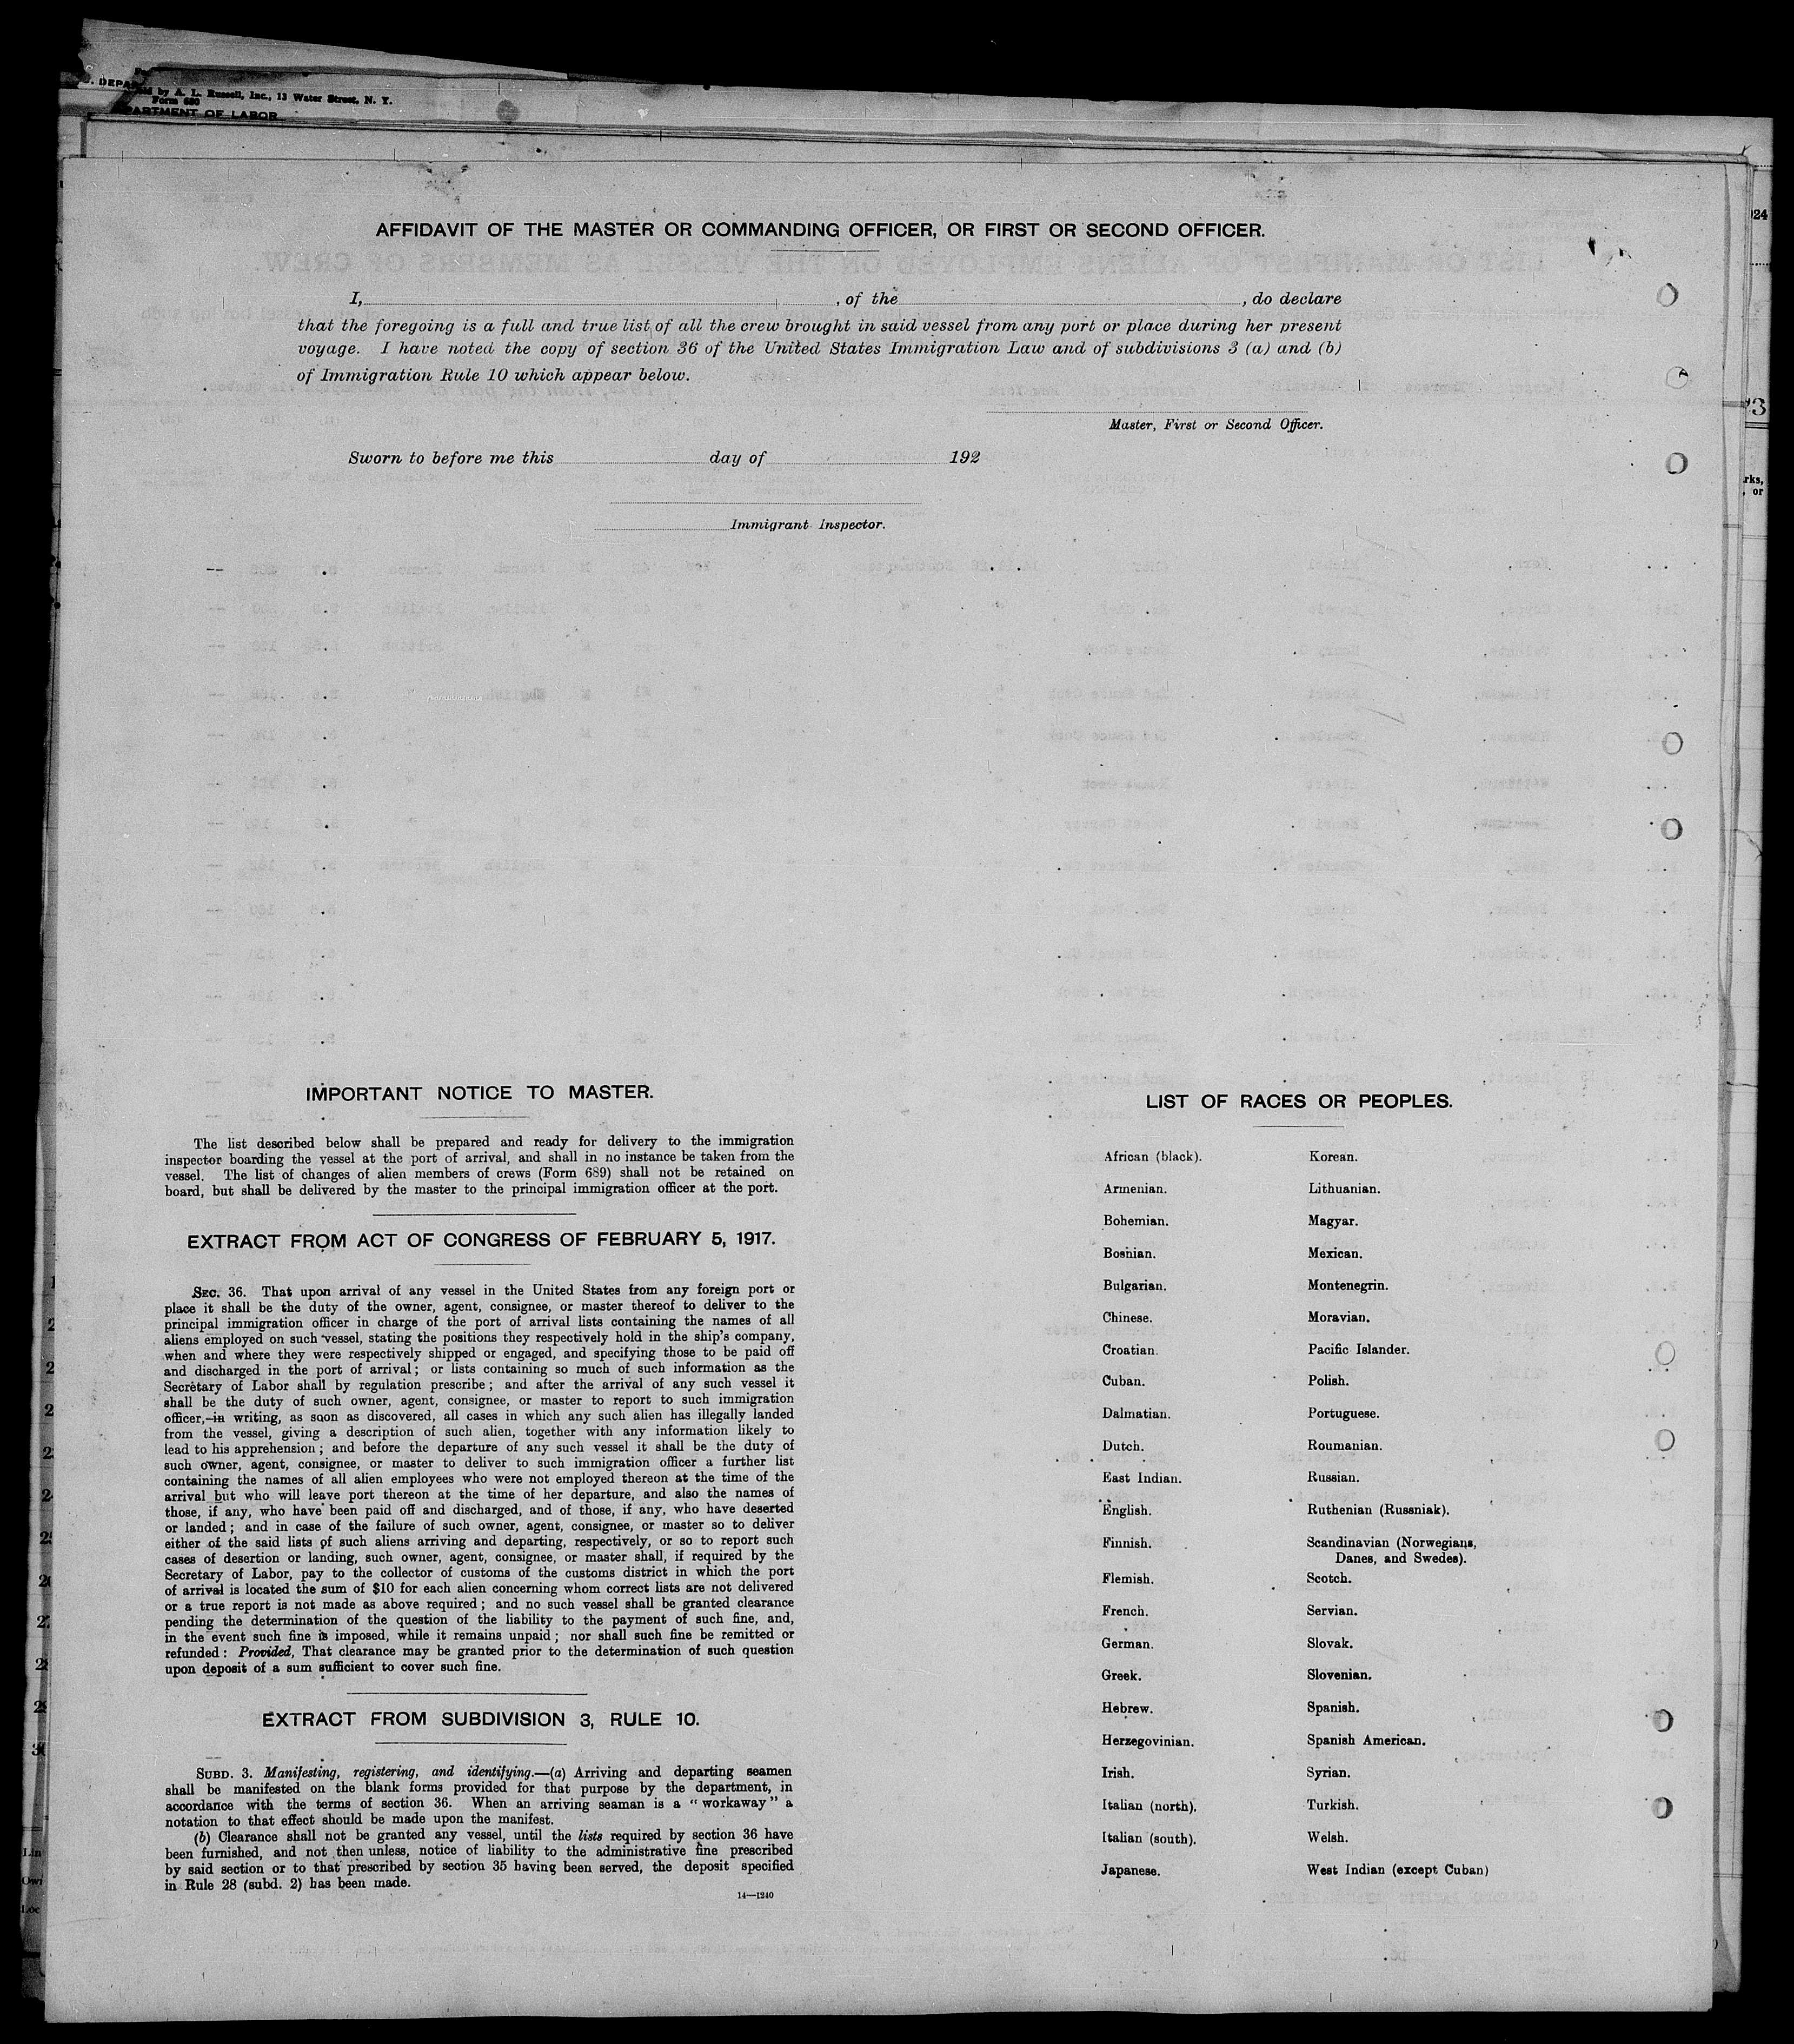 by A. L. Russell, Inc., 13 Water Street, N. Y.
Form 680
DEPARTMENT OF LABOR
AFFIDAVIT OF THE MASTER OR COMMANDING OFFICER, OR FIRST OR SECOND OFFICER.
I, , of the , do declare
that the foregoing is a full and true list of all the crew brought in said vessel from any port or place during her present
voyage. I have noted the copy of section 36 of the United States Immigration Law and of subdivisions 3 (a) and (b)
of Immigration Rule 10 which appear below.
Master, First or Second Officer.
Sworn to before me this day of 192
Immigrant Inspector.
IMPORTANT NOTICE TO MASTER.
The list described below shall be prepared and ready for delivery to the immigration
inspector boarding the vessel at the port of arrival, and shall in no instance be taken from the
vessel. The list of changes of alien members of crews (Form 689) shall not be retained on
board, but shall be delivered by the master to the principal immigration officer at the port.
EXTRACT FROM ACT OF CONGRESS OF FEBRUARY 5, 1917.
SEC. 36. That upon arrival of any vessel in the United States from any foreign port or
place it shall be the duty of the owner, agent, consignee, or master thereof to deliver to the
principal immigration officer in charge of the port of arrival lists containing the names of all
aliens employed on such vessel, stating the positions they respectively hold in the ship's company,
when and where they were respectively shipped or engaged, and specifying those to be paid off
and discharged in the port of arrival; or lists containing so much of such information as the
Secretary of Labor shall by regulation prescribe; and after the arrival of any such vessel it
shall be the duty of such owner, agent, consignee, or master to report to such immigration
officer, in writing, as soon as discovered, all cases in which any such alien has illegally landed
from the vessel, giving a description of such alien, together with any information likely to
lead to his apprehension; and before the departure of any such vessel it shall be the duty of
such owner, agent, consignee, or master to deliver to such immigration officer a further list
containing the names of all alien employees who were not employed thereon at the time of the
arrival but who will leave port thereon at the time of her departure, and also the names of
those, if any, who have been paid off and discharged, and of those, if any, who have deserted
or landed; and in case of the failure of such owner, agent, consignee, or master so to deliver
either of the said lists of such aliens arriving and departing, respectively, or so to report such
cases of desertion or landing, such owner, agent, consignee, or master shall, if required by the
Secretary of Labor, pay to the collector of customs of the customs district in which the port
of arrival is located the sum of $10 for each alien concerning whom correct lists are not delivered
or a true report is not made as above required; and no such vessel shall be granted clearance
pending the determination of the question of the liability to the payment of such fine, and,
in the event such fine is imposed, while it remains unpaid; nor shall such fine be remitted or
refunded: Provided, That clearance may be granted prior to the determination of such question
upon deposit of a sum sufficient to cover such fine.
EXTRACT FROM SUBDIVISION 3, RULE 10.
SUBD. 3. Manifesting, registering, and identifying.—(a) Arriving and departing seamen
shall be manifested on the blank forms provided for that purpose by the department, in
accordance with the terms of section 36. When an arriving seaman is a "workaway" a
notation to that effect should be made upon the manifest.
(b) Clearance shall not be granted any vessel, until the lists required by section 36 have
been furnished, and not then unless, notice of liability to the administrative fine prescribed
by said section or to that prescribed by section 35 having been served, the deposit specified
in Rule 28 (subd. 2) has been made.
14—1240
LIST OF RACES OR PEOPLES.
African (black). Korean.
Armenian. Lithuanian.
Bohemian. Magyar.
Bosnian. Mexican.
Bulgarian. Montenegrin.
Chinese. Moravian.
Croatian. Pacific Islander.
Cuban. Polish.
Dalmatian. Portuguese.
Dutch. Roumanian.
East Indian. Russian.
English. Ruthenian (Russniak).
Finnish. Scandinavian (Norwegians,
Danes, and Swedes).
Flemish. Scotch.
French. Servian.
German. Slovak.
Greek. Slovenian.
Hebrew. Spanish.
Herzegovinian. Spanish American.
Irish. Syrian.
Italian (north). Turkish.
Italian (south). Welsh.
Japanese. West Indian (except Cuban)